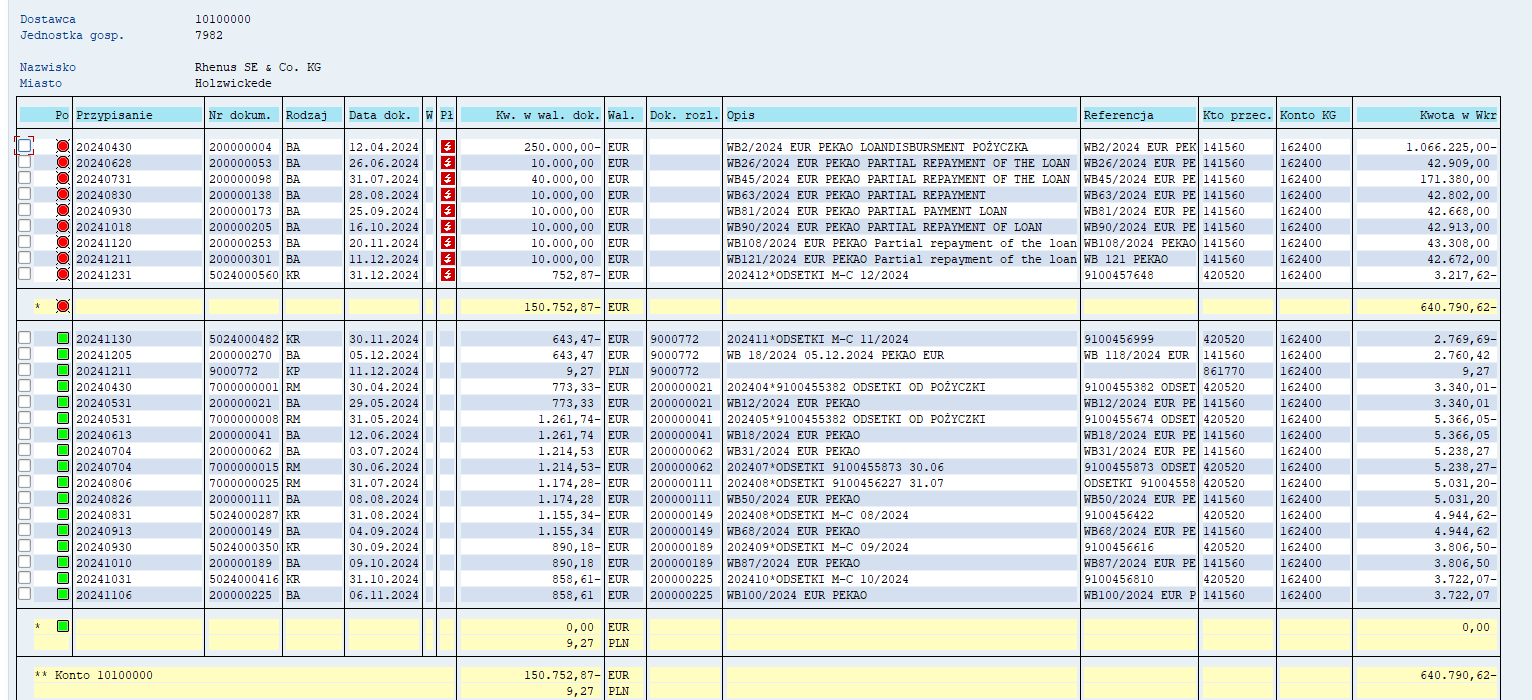 Dostawca 10100000
Jednostka gosp. 7982
Nazwisko Rhenus SE & Co. KG
Miasto Holzwickede
Po Przypisanie Nr dokum. Rodzaj Data dok. W Pł Kw. w wal. dok. Wal. Dok. rozl. Opis Referencja Kto przec. Konto KG Kwota w Wkr
20240430 200000004 BA 12.04.2024 250.000,00- EUR WB2/2024 EUR PEKAO LOANDISBURSMENT POŻYCZKA WB2/2024 EUR PEK 141560 162400 1.066.225,00-
20240628 200000053 BA 26.06.2024 10.000,00 EUR WB26/2024 EUR PEKAO PARTIAL REPAYMENT OF THE LOAN WB26/2024 EUR PE 141560 162400 42.909,00
20240731 200000098 BA 31.07.2024 40.000,00 EUR WB45/2024 EUR PEKAO PARTIAL REPAYMENT OF THE LOAN WB45/2024 EUR PE 141560 162400 171.380,00
20240830 200000138 BA 28.08.2024 10.000,00 EUR WB63/2024 EUR PEKAO PARTIAL REPAYMENT WB63/2024 EUR PE 141560 162400 42.802,00
20240930 200000173 BA 25.09.2024 10.000,00 EUR WB81/2024 EUR PEKAO PARTIAL PAYMENT LOAN WB81/2024 EUR PE 141560 162400 42.668,00
20241018 200000205 BA 16.10.2024 10.000,00 EUR WB90/2024 EUR PEKAO PARTIAL REPAYMENT OF LOAN WB90/2024 EUR PE 141560 162400 42.913,00
20241120 200000253 BA 20.11.2024 10.000,00 EUR WB108/2024 EUR PEKAO Partial repayment of the loan WB108/2024 PEKAO 141560 162400 43.308,00
20241211 200000301 BA 11.12.2024 10.000,00 EUR WB121/2024 EUR PEKAO Partial repayment of the loan WB 121 PEKAO 141560 162400 42.672,00
20241231 5024000560 KR 31.12.2024 752,87- EUR 202412*ODSETKI M-C 12/2024 9100457648 420520 162400 3.217,62-
* 150.752,87- EUR 640.790,62-
20241130 5024000482 KR 30.11.2024 643,47- EUR 9000772 202411*ODSETKI M-C 11/2024 9100456999 420520 162400 2.769,69-
20241205 200000270 BA 05.12.2024 643,47 EUR 9000772 WB 18/2024 05.12.2024 PEKAO EUR WB 118/2024 EUR 141560 162400 2.760,42
20241211 9000772 KP 11.12.2024 9,27 PLN 9000772 861770 162400 9,27
20240430 7000000001 RM 30.04.2024 773,33- EUR 200000021 202404*9100455382 ODSETKI OD POŻYCZKI 9100455382 ODSET 420520 162400 3.340,01-
20240531 200000021 BA 29.05.2024 773,33 EUR 200000021 WB12/2024 EUR PEKAO WB12/2024 EUR PE 141560 162400 3.340,01
20240531 7000000008 RM 31.05.2024 1.261,74- EUR 200000041 202405*9100455382 ODSETKI OD POŻYCZKI 9100455674 ODSET 420520 162400 5.366,05-
20240613 200000041 BA 12.06.2024 1.261,74 EUR 200000041 WB18/2024 EUR PEKAO WB18/2024 EUR PE 141560 162400 5.366,05
20240704 200000062 BA 03.07.2024 1.214,53 EUR 200000062 WB31/2024 EUR PEKAO WB31/2024 EUR PE 141560 162400 5.238,27
20240704 7000000015 RM 30.06.2024 1.214,53- EUR 200000062 202407*ODSETKI 9100455873 30.06 9100455873 ODSET 420520 162400 5.238,27-
20240806 7000000025 RM 31.07.2024 1.174,28- EUR 200000111 202408*ODSETKI 9100456227 31.07 ODSETKI 91004558 420520 162400 5.031,20-
20240826 200000111 BA 08.08.2024 1.174,28 EUR 200000111 WB50/2024 EUR PEKAO WB50/2024 EUR PE 141560 162400 5.031,20
20240831 5024000287 KR 31.08.2024 1.155,34- EUR 200000149 202408*ODSETKI M-C 08/2024 9100456422 420520 162400 4.944,62-
20240913 200000149 BA 04.09.2024 1.155,34 EUR 200000149 WB68/2024 EUR PEKAO WB68/2024 EUR PE 141560 162400 4.944,62
20240930 5024000350 KR 30.09.2024 890,18- EUR 200000189 202409*ODSETKI M-C 09/2024 9100456616 420520 162400 3.806,50-
20241010 200000189 BA 09.10.2024 890,18 EUR 200000189 WB87/2024 EUR PEKAO WB87/2024 EUR PE 141560 162400 3.806,50
20241031 5024000416 KR 31.10.2024 858,61- EUR 200000225 202410*ODSETKI M-C 10/2024 9100456810 420520 162400 3.722,07-
20241106 200000225 BA 06.11.2024 858,61 EUR 200000225 WB100/2024 EUR PEKAO WB100/2024 EUR P 141560 162400 3.722,07
* 0,00 EUR 0,00
9,27 PLN
** Konto 10100000 150.752,87- EUR 640.790,62-
9,27 PLN